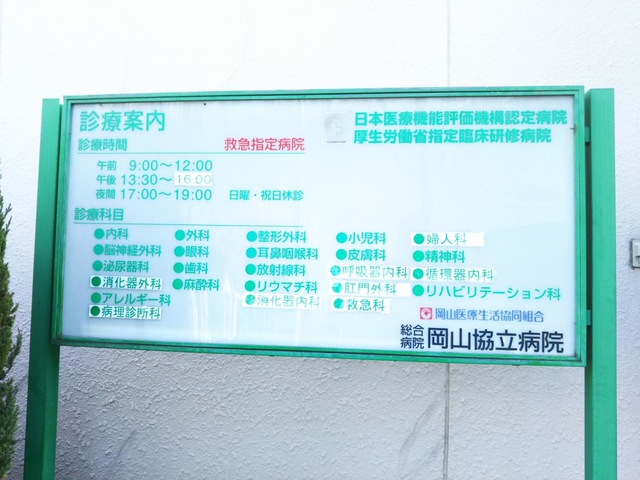 診療案内
日本医療機能評価機構認定病院
厚生労働省指定臨床研修病院
診療時間 救急指定病院
午前 9:00〜12:00
午後 13:30〜16:00
夜間 17:00〜19:00 日曜・祝日休診
診療科目
●内科 ●外科 ●整形外科 ●小児科 ●婦人科
●脳神経外科 ●眼科 ●耳鼻咽喉科 ●皮膚科 ●精神科
●泌尿器科 ●歯科 ●放射線科 ●呼吸器内科 ●循環器内科
●消化器外科 ●麻酔科 ●リウマチ科 ●肛門外科 ●リハビリテーション科
●アレルギー科 ●消化器内科 ●救急科
●病理診断科
岡山医療生活協同組合
総合病院 岡山協立病院